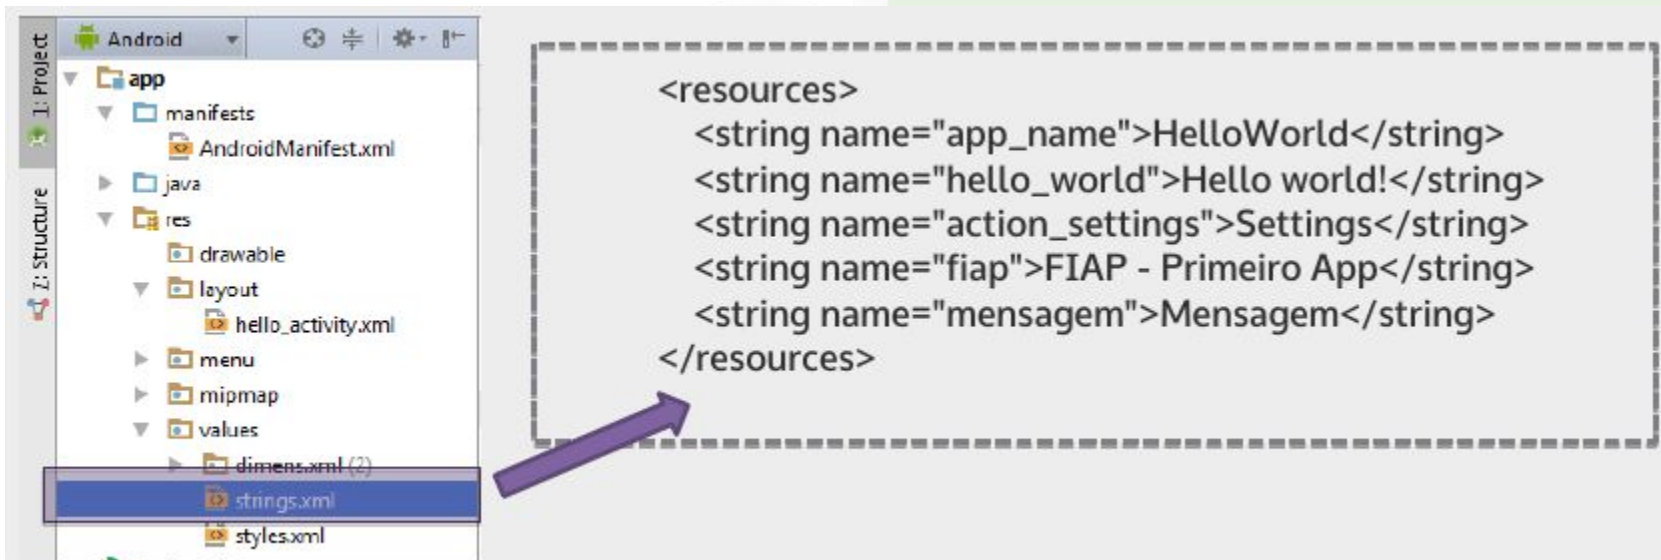 1: Project
Z: Structure
Android
app
manifests
AndroidManifest.xml
java
res
drawable
layout
hello_activity.xml
menu
mipmap
values
dimens.xml (2)
strings.xml
styles.xml
<resources>
<string name="app_name">HelloWorld</string>
<string name="hello_world">Hello world!</string>
<string name="action_settings">Settings</string>
<string name="fiap">FIAP - Primeiro App</string>
<string name="mensagem">Mensagem</string>
</resources>